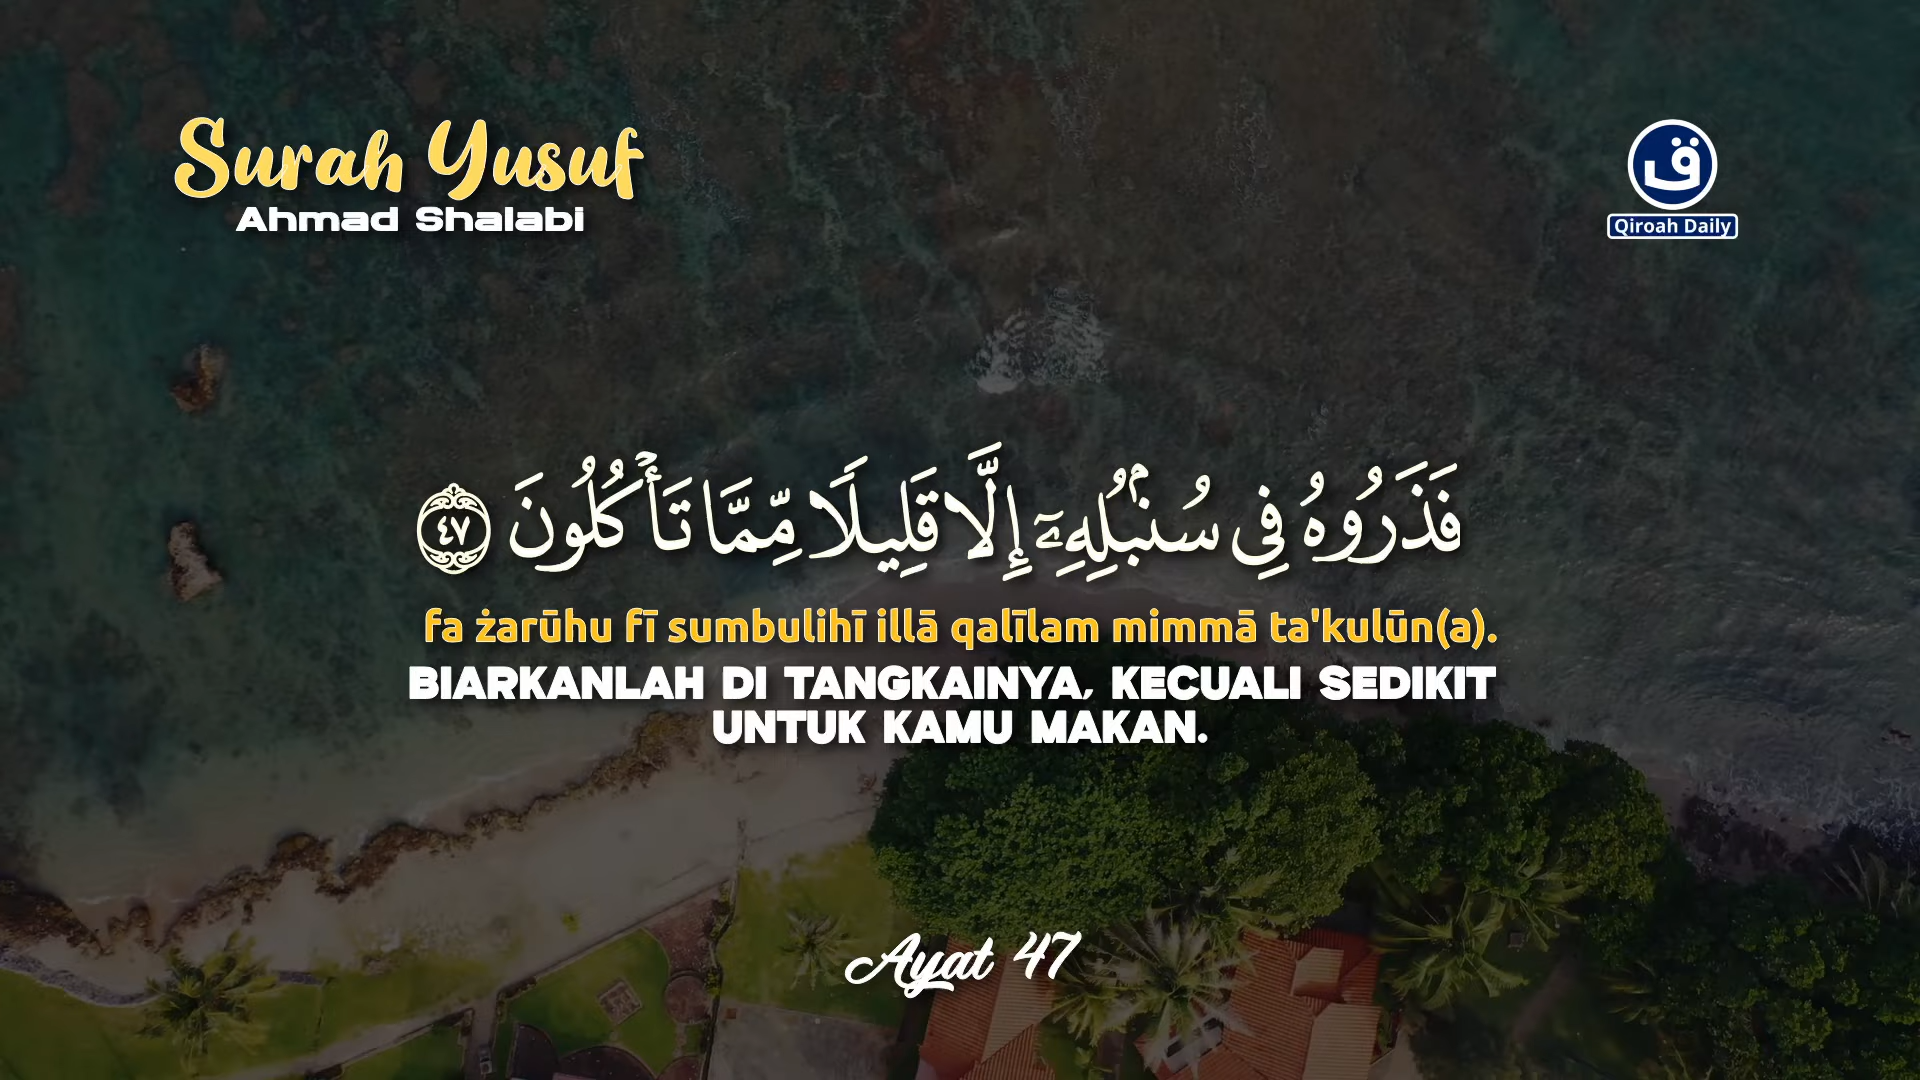 Surah Yusuf
Ahmad Shalabi
ق
Qiroah Daily
فَذَرُوهُ فِى سُنۢبُلِهِۦٓ إِلَّا قَلِيلًا مِّمَّا تَأْكُلُونَ ٤٧
fa żarūhu fī sumbulihī illā qalīlam mimmā ta'kulūn(a).
BIARKANLAH DI TANGKAINYA, KECUALI SEDIKIT
UNTUK KAMU MAKAN.
Ayat 47